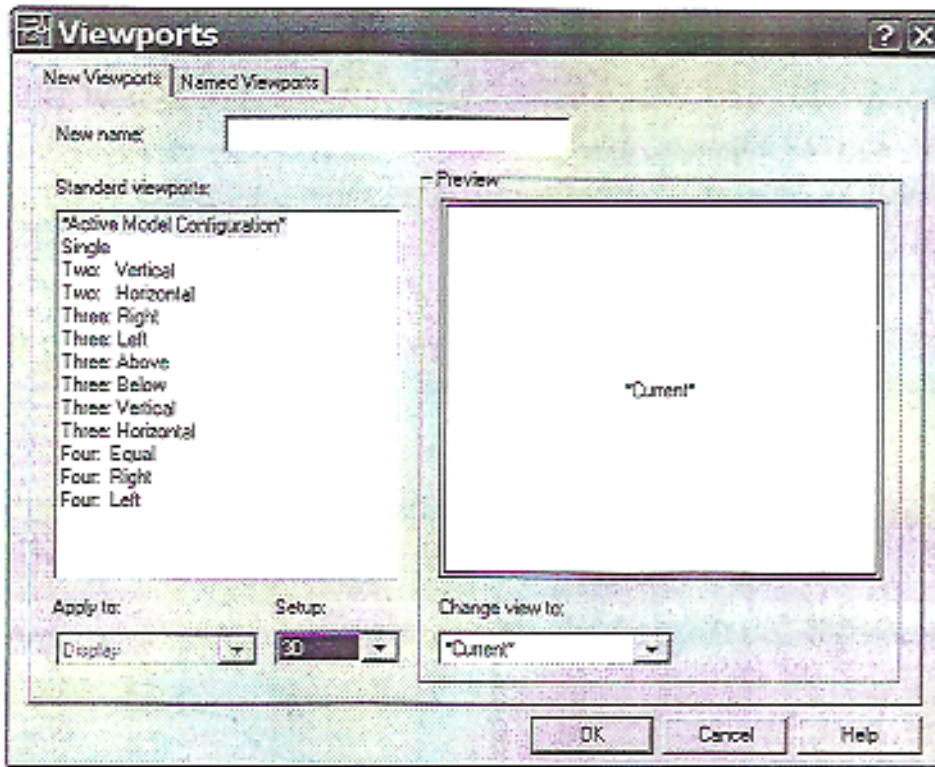 Viewports
New Viewports
Named Viewports
New name:
Standard viewports:
*Active Model Configuration*
Single
Two: Vertical
Two: Horizontal
Three: Right
Three: Left
Three: Above
Three: Below
Three: Vertical
Three: Horizontal
Four: Equal
Four: Right
Four: Left
Apply to:
Display
Setup:
3D
Preview
*Current*
Change view to:
*Current*
OK
Cancel
Help